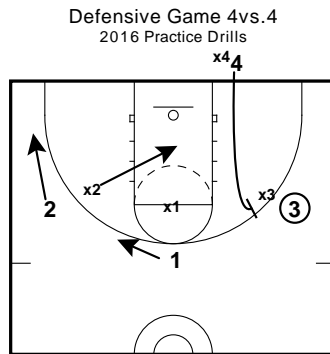 Defensive Game 4vs.4
2016 Practice Drills
x4 4
x2
x3
2
x1
3
1